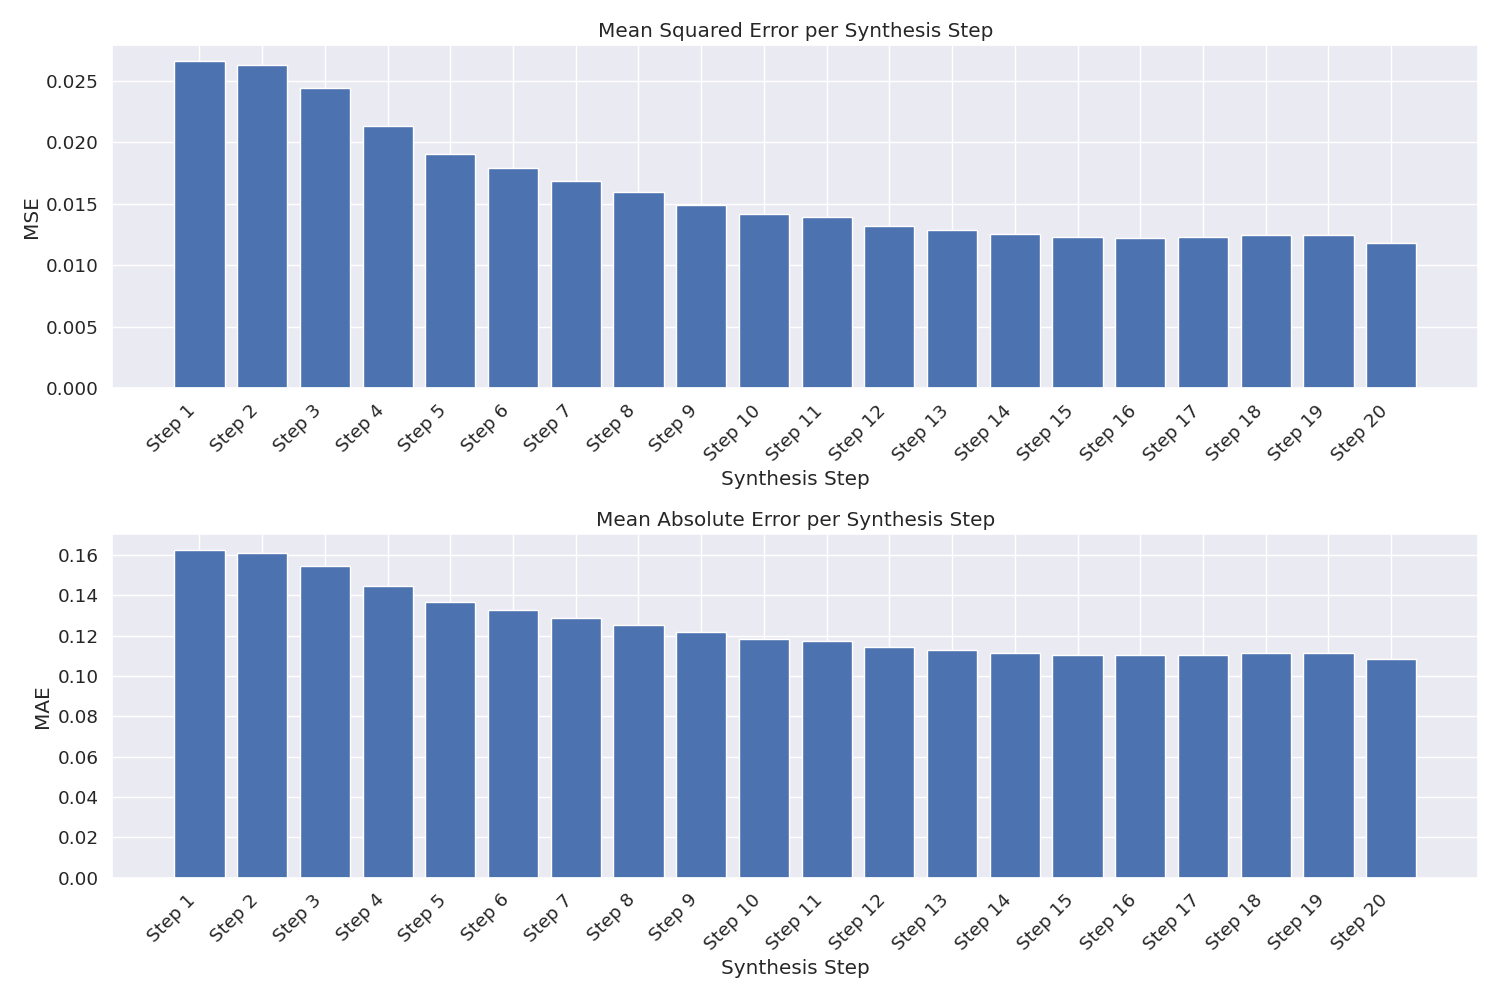 Mean Squared Error per Synthesis Step
MSE
0.025
0.020
0.015
0.010
0.005
0.000
Step 1
Step 2
Step 3
Step 4
Step 5
Step 6
Step 7
Step 8
Step 9
Step 10
Step 11
Step 12
Step 13
Step 14
Step 15
Step 16
Step 17
Step 18
Step 19
Step 20
Synthesis Step
Mean Absolute Error per Synthesis Step
MAE
0.16
0.14
0.12
0.10
0.08
0.06
0.04
0.02
0.00
Step 1
Step 2
Step 3
Step 4
Step 5
Step 6
Step 7
Step 8
Step 9
Step 10
Step 11
Step 12
Step 13
Step 14
Step 15
Step 16
Step 17
Step 18
Step 19
Step 20
Synthesis Step